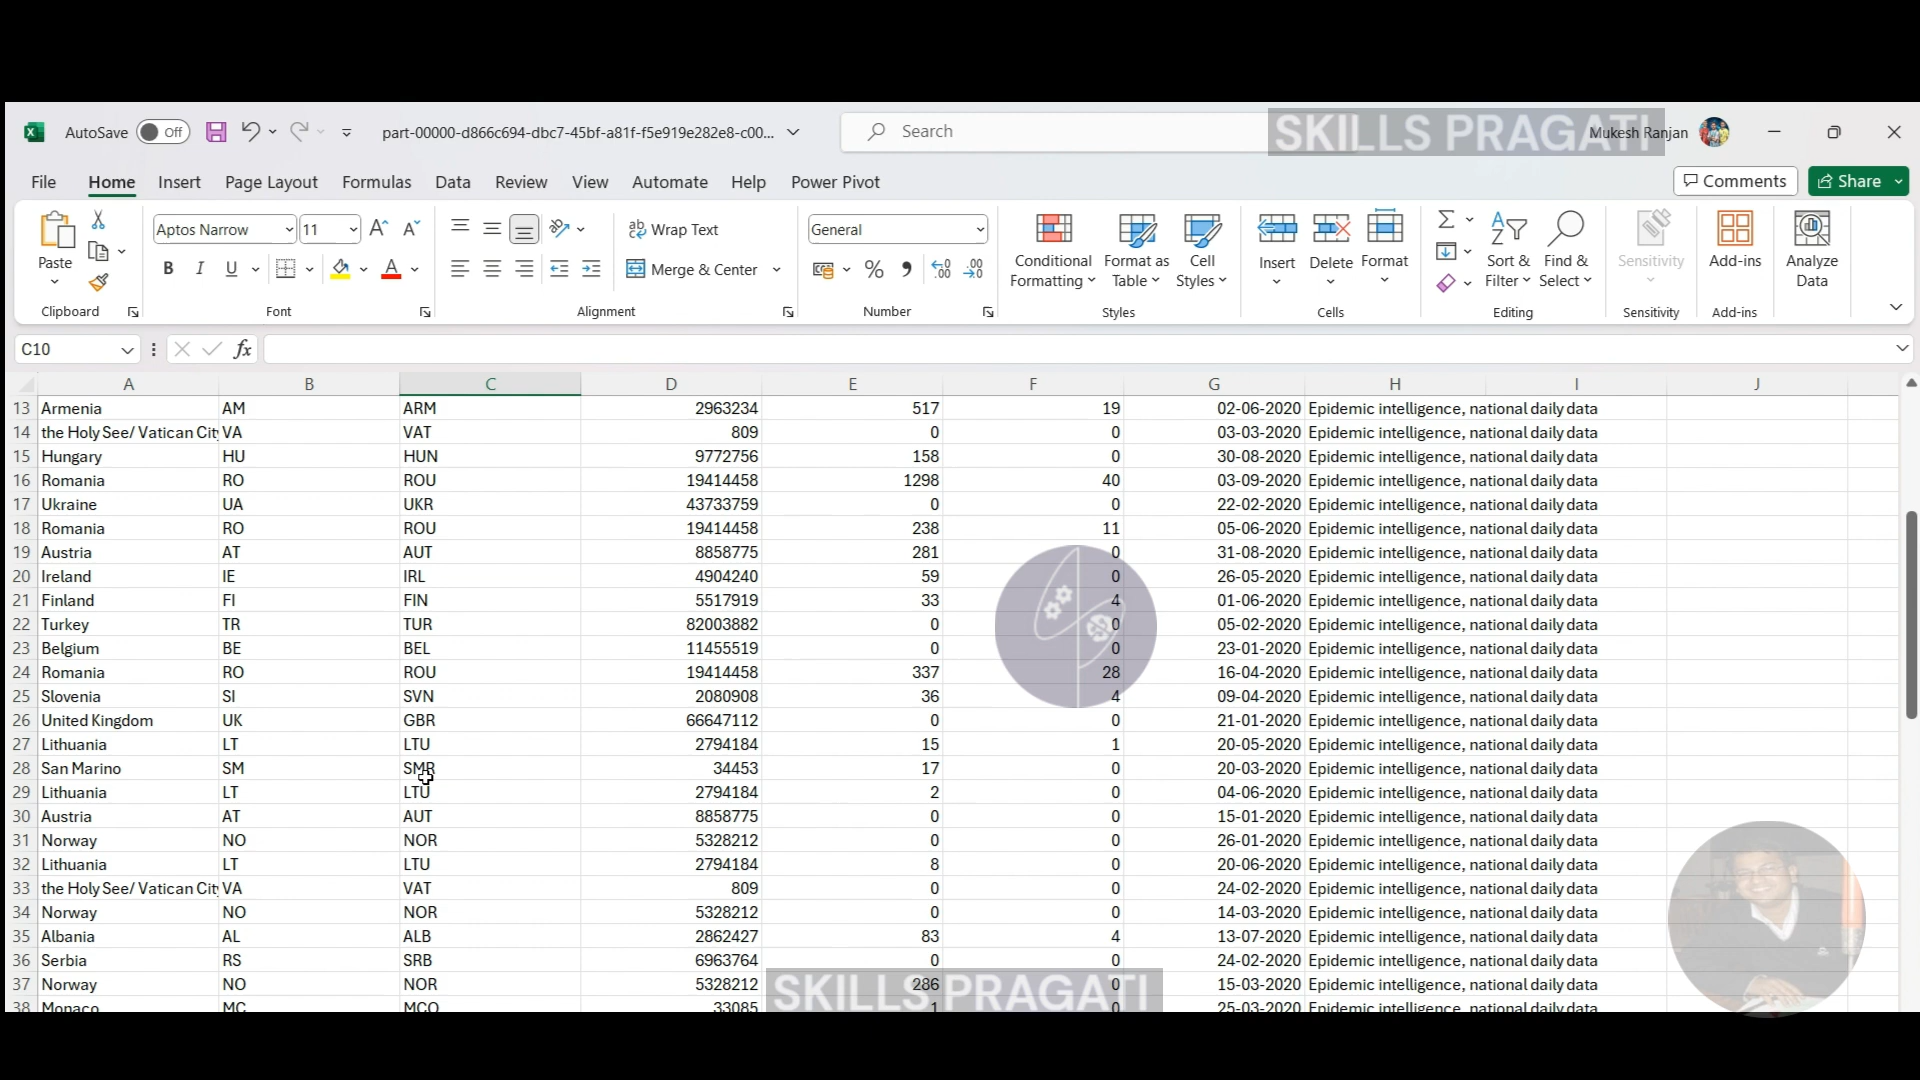 AutoSave Off part-00000-d866c694-dbc7-45bf-a81f-f5e919e282e8-c00... Search SKILLS PRAGATI Mukesh Ranjan
File Home Insert Page Layout Formulas Data Review View Automate Help Power Pivot Comments Share
Paste Aptos Narrow 11 Wrap Text General Conditional Formatting Format as Table Cell Styles Insert Delete Format Sort & Filter Find & Select Sensitivity Add-ins Analyze Data
B I U A Merge & Center % 
Clipboard Font Alignment Number Styles Cells Editing Sensitivity Add-ins
C10 fx
A B C D E F G H I J
13 Armenia AM ARM 2963234 517 19 02-06-2020 Epidemic intelligence, national daily data
14 the Holy See/ Vatican City VA VAT 809 0 0 03-03-2020 Epidemic intelligence, national daily data
15 Hungary HU HUN 9772756 158 0 30-08-2020 Epidemic intelligence, national daily data
16 Romania RO ROU 19414458 1298 40 03-09-2020 Epidemic intelligence, national daily data
17 Ukraine UA UKR 43733759 0 0 22-02-2020 Epidemic intelligence, national daily data
18 Romania RO ROU 19414458 238 11 05-06-2020 Epidemic intelligence, national daily data
19 Austria AT AUT 8858775 281 0 31-08-2020 Epidemic intelligence, national daily data
20 Ireland IE IRL 4904240 59 0 26-05-2020 Epidemic intelligence, national daily data
21 Finland FI FIN 5517919 33 4 01-06-2020 Epidemic intelligence, national daily data
22 Turkey TR TUR 82003882 0 0 05-02-2020 Epidemic intelligence, national daily data
23 Belgium BE BEL 11455519 0 0 23-01-2020 Epidemic intelligence, national daily data
24 Romania RO ROU 19414458 337 28 16-04-2020 Epidemic intelligence, national daily data
25 Slovenia SI SVN 2080908 36 4 09-04-2020 Epidemic intelligence, national daily data
26 United Kingdom UK GBR 66647112 0 0 21-01-2020 Epidemic intelligence, national daily data
27 Lithuania LT LTU 2794184 15 1 20-05-2020 Epidemic intelligence, national daily data
28 San Marino SM SMR 34453 17 0 20-03-2020 Epidemic intelligence, national daily data
29 Lithuania LT LTU 2794184 2 0 04-06-2020 Epidemic intelligence, national daily data
30 Austria AT AUT 8858775 0 0 15-01-2020 Epidemic intelligence, national daily data
31 Norway NO NOR 5328212 0 0 26-01-2020 Epidemic intelligence, national daily data
32 Lithuania LT LTU 2794184 8 0 20-06-2020 Epidemic intelligence, national daily data
33 the Holy See/ Vatican City VA VAT 809 0 0 24-02-2020 Epidemic intelligence, national daily data
34 Norway NO NOR 5328212 0 0 14-03-2020 Epidemic intelligence, national daily data
35 Albania AL ALB 2862427 83 4 13-07-2020 Epidemic intelligence, national daily data
36 Serbia RS SRB 6963764 0 0 24-02-2020 Epidemic intelligence, national daily data
37 Norway NO NOR 5328212 286 0 15-03-2020 Epidemic intelligence, national daily data
38 Monaco MC MCO 33085 1 0 25-03-2020 Epidemic intelligence, national daily data
SKILLS PRAGATI